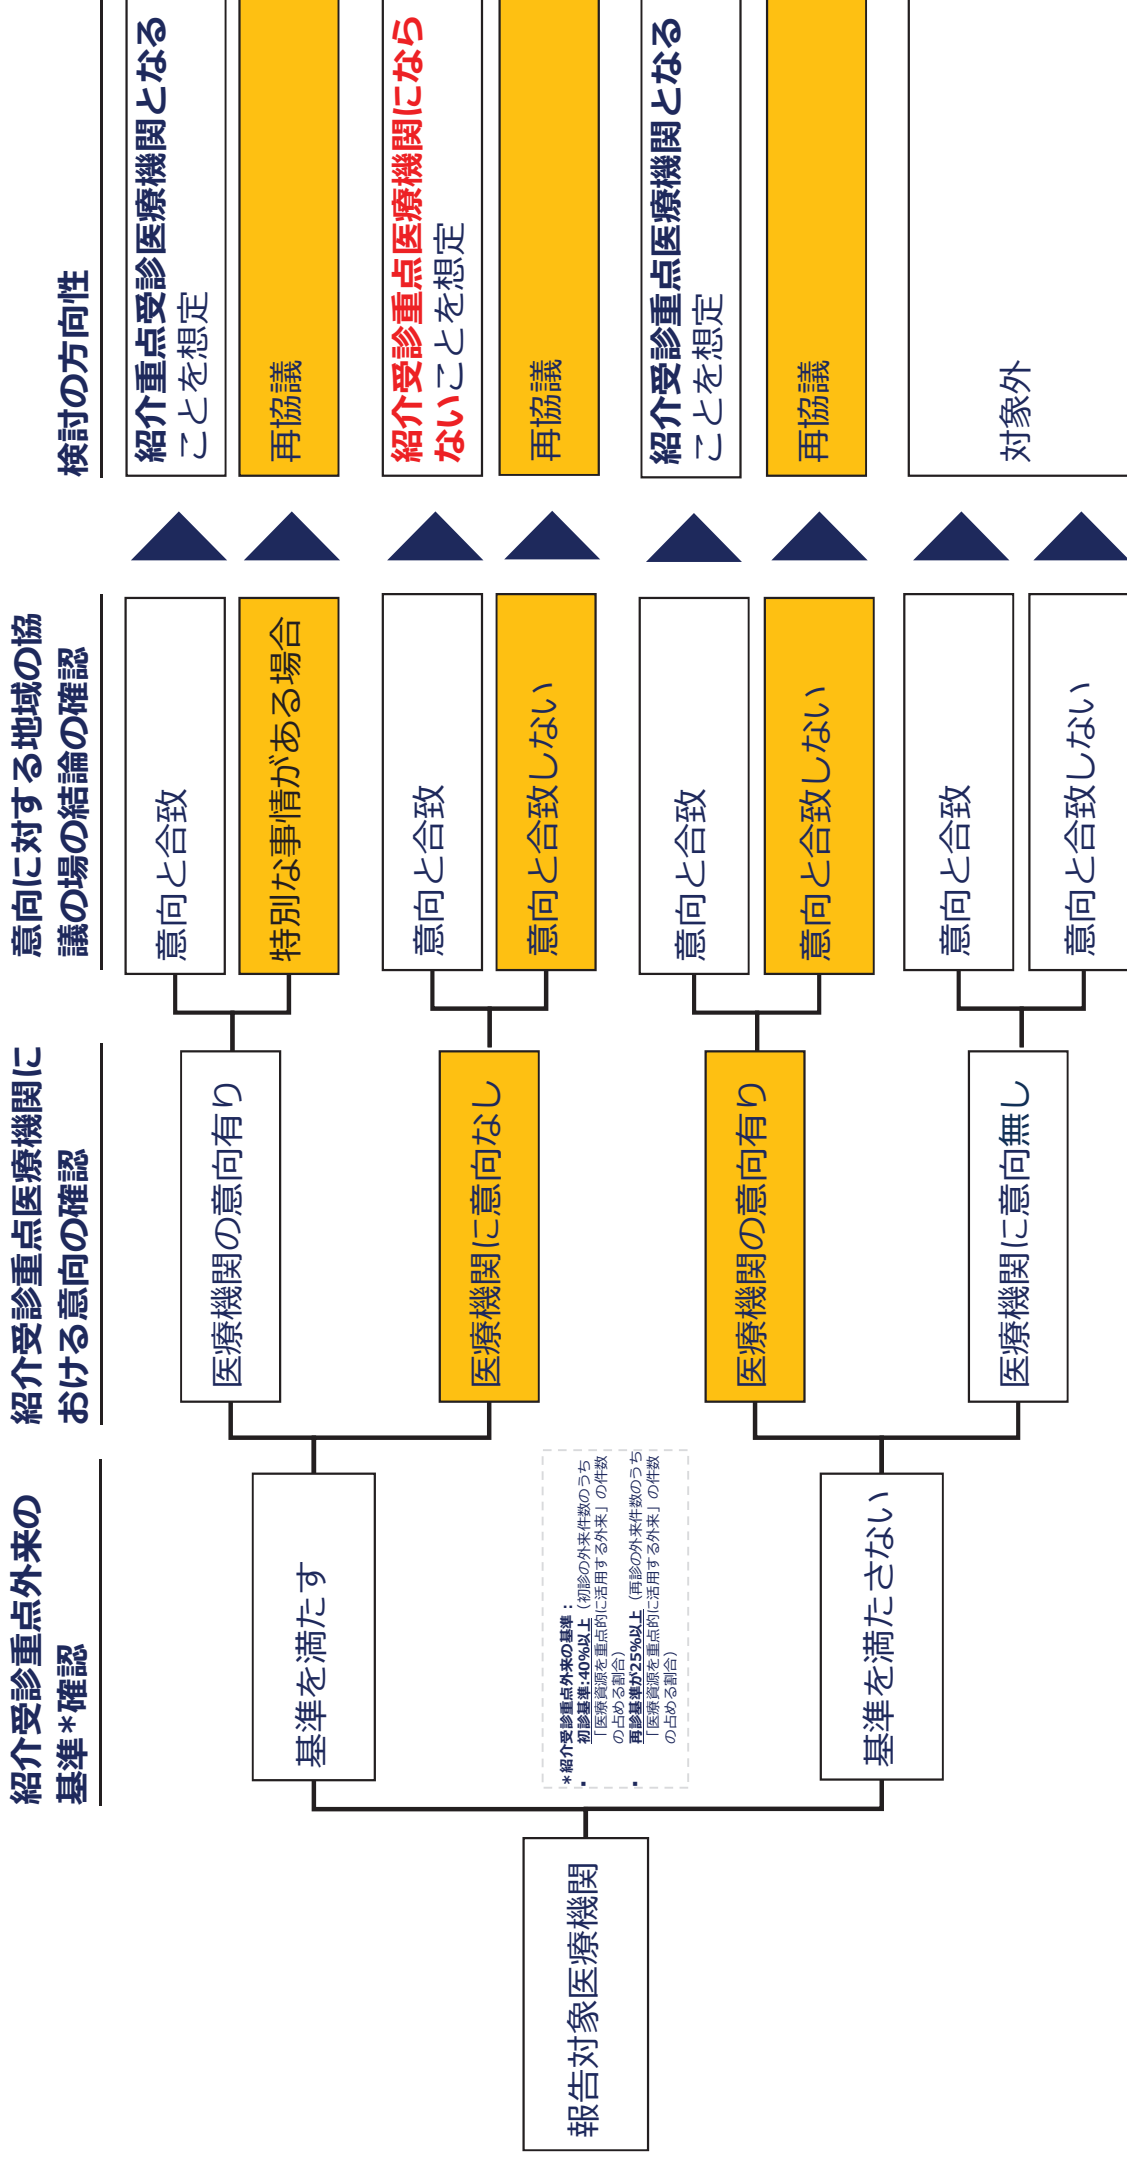 紹介受診重点外来の
基準*確認
紹介受診重点医療機関に
おける意向の確認
意向に対する地域の協
議の場の結論の確認
検討の方向性
報告対象医療機関
基準を満たす
医療機関の意向有り
意向と合致
紹介重点受診医療機関となる
ことを想定
特別な事情がある場合
再協議
医療機関に意向なし
意向と合致
紹介受診重点医療機関になら
ないことを想定
意向と合致しない
再協議
*紹介受診重点外来の基準：
▪ 初診基準:40%以上（初診の外来件数のうち
「医療資源を重点的に活用する外来」の件数
の占める割合）
▪ 再診基準が25%以上（再診の外来件数のうち
「医療資源を重点的に活用する外来」の件数
の占める割合）
基準を満たさない
医療機関の意向有り
意向と合致
紹介受診重点医療機関となる
ことを想定
意向と合致しない
再協議
医療機関に意向無し
意向と合致
意向と合致しない
対象外